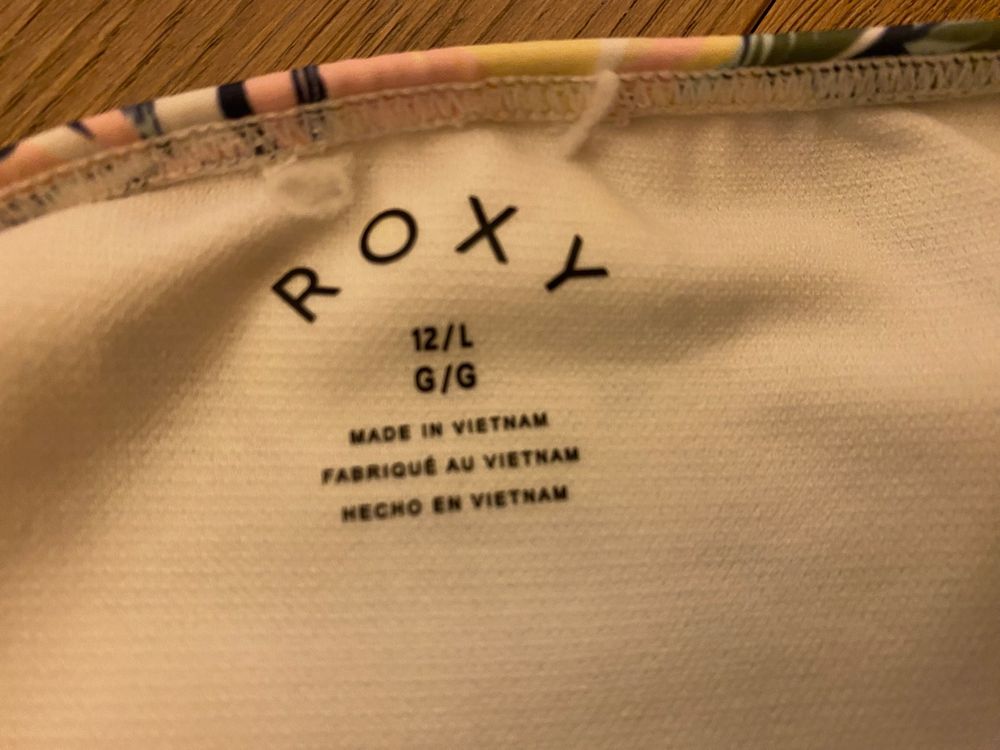 ROXY
12/L
G/G
MADE IN VIETNAM
FABRIQUÉ AU VIETNAM
HECHO EN VIETNAM